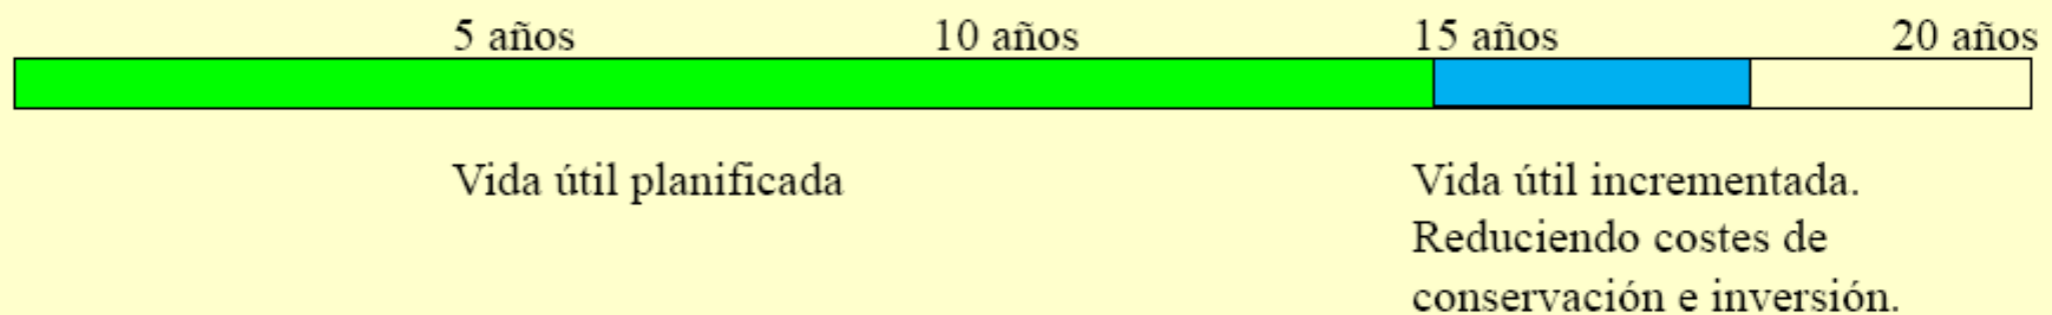 5 años 10 años 15 años 20 años
Vida útil planificada
Vida útil incrementada.
Reduciendo costes de
conservación e inversión.